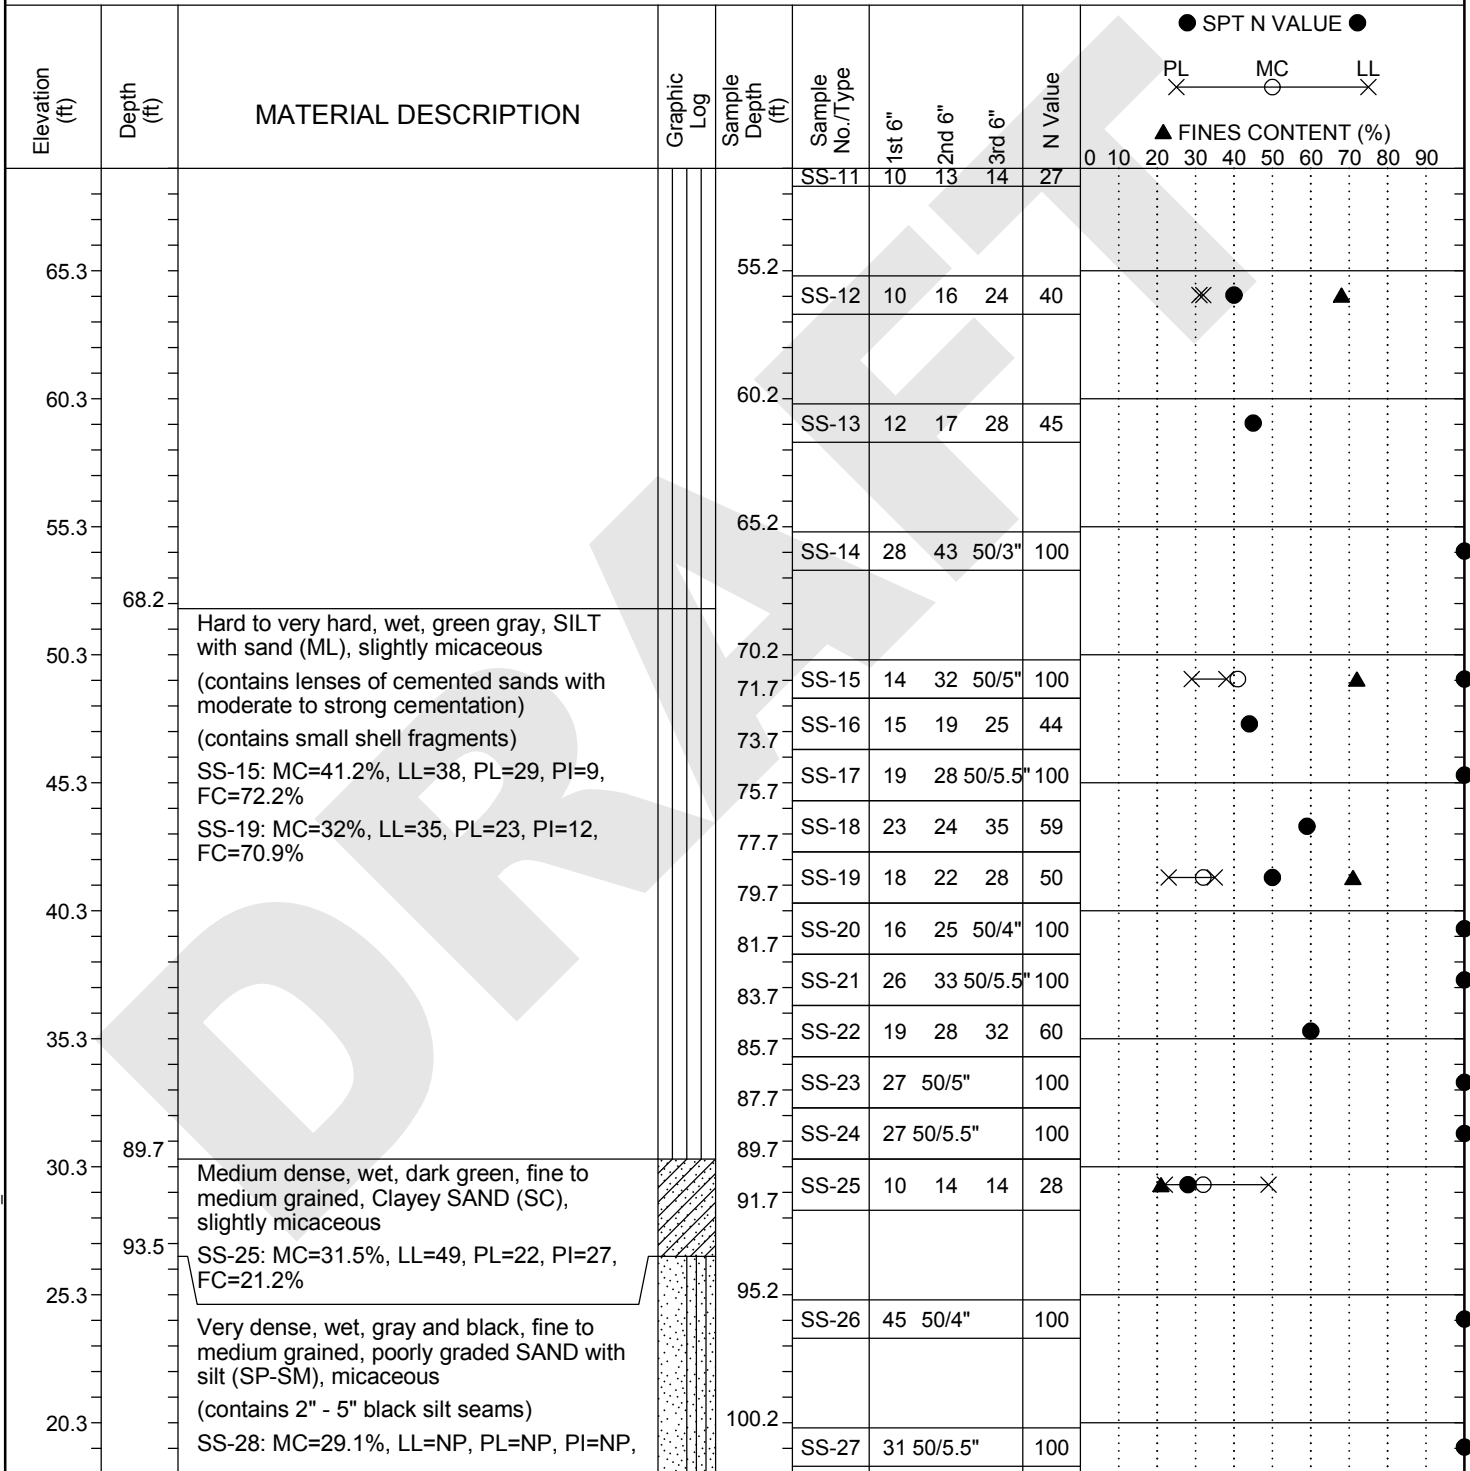 ● SPT N VALUE ●
PL MC LL
▲ FINES CONTENT (%)
0 10 20 30 40 50 60 70 80 90
Elevation (ft)
Depth (ft)
MATERIAL DESCRIPTION
Graphic Log
Sample Depth (ft)
Sample No./Type
1st 6"
2nd 6"
3rd 6"
N Value
SS-11 10 13 14 27
65.3 55.2
SS-12 10 16 24 40
60.3 60.2
SS-13 12 17 28 45
55.3 65.2
SS-14 28 43 50/3" 100
68.2
Hard to very hard, wet, green gray, SILT
with sand (ML), slightly micaceous
50.3 70.2
(contains lenses of cemented sands with
moderate to strong cementation)
71.7 SS-15 14 32 50/5" 100
(contains small shell fragments)
73.7 SS-16 15 19 25 44
SS-15: MC=41.2%, LL=38, PL=29, PI=9,
FC=72.2%
45.3 75.7 SS-17 19 28 50/5.5" 100
SS-19: MC=32%, LL=35, PL=23, PI=12,
FC=70.9%
77.7 SS-18 23 24 35 59
79.7 SS-19 18 22 28 50
40.3
81.7 SS-20 16 25 50/4" 100
83.7 SS-21 26 33 50/5.5" 100
35.3 85.7 SS-22 19 28 32 60
87.7 SS-23 27 50/5" 100
89.7 89.7 SS-24 27 50/5.5" 100
30.3
Medium dense, wet, dark green, fine to
medium grained, Clayey SAND (SC),
slightly micaceous
91.7 SS-25 10 14 14 28
93.5
SS-25: MC=31.5%, LL=49, PL=22, PI=27,
FC=21.2%
25.3 95.2
Very dense, wet, gray and black, fine to
medium grained, poorly graded SAND with
silt (SP-SM), micaceous
SS-26 45 50/4" 100
(contains 2" - 5" black silt seams)
20.3 100.2
SS-28: MC=29.1%, LL=NP, PL=NP, PI=NP,
SS-27 31 50/5.5" 100
DRAFT